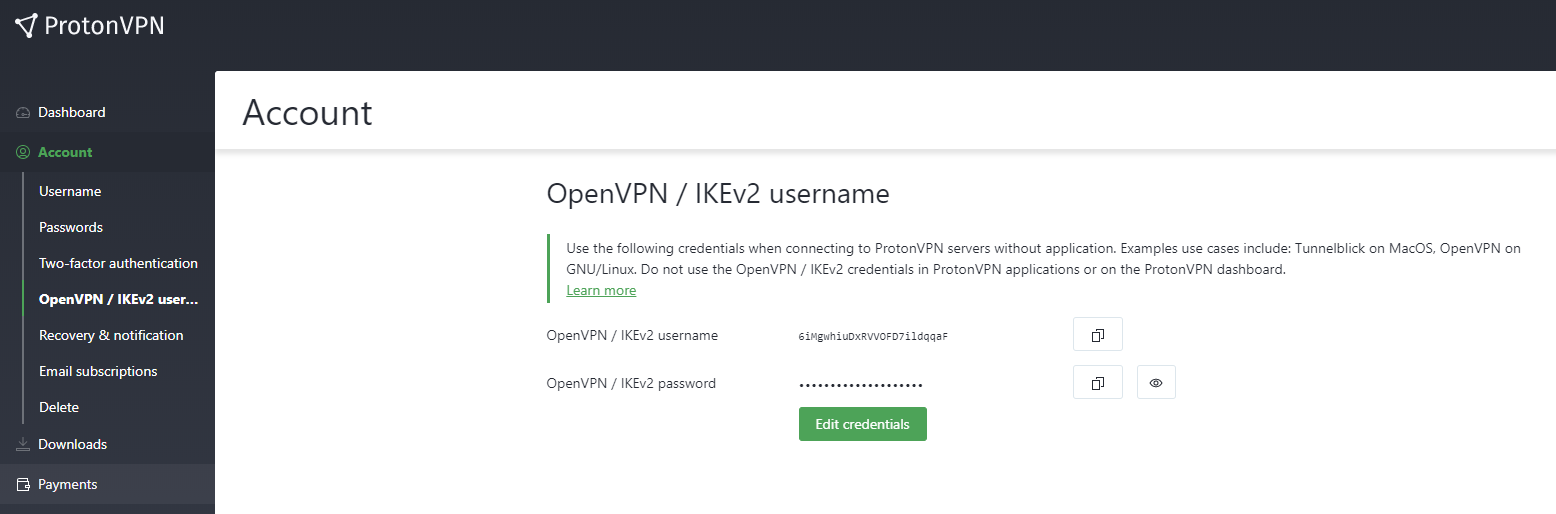 ProtonVPN
Dashboard
Account
Username
Passwords
Two-factor authentication
OpenVPN / IKEv2 user...
Recovery & notification
Email subscriptions
Delete
Downloads
Payments
Account
OpenVPN / IKEv2 username
Use the following credentials when connecting to ProtonVPN servers without application. Examples use cases include: Tunnelblick on MacOS, OpenVPN on
GNU/Linux. Do not use the OpenVPN / IKEv2 credentials in ProtonVPN applications or on the ProtonVPN dashboard.
Learn more
OpenVPN / IKEv2 username 6iMgwhiuDxRVVOFD7ildqqaF
OpenVPN / IKEv2 password ••••••••••••••••••••
Edit credentials